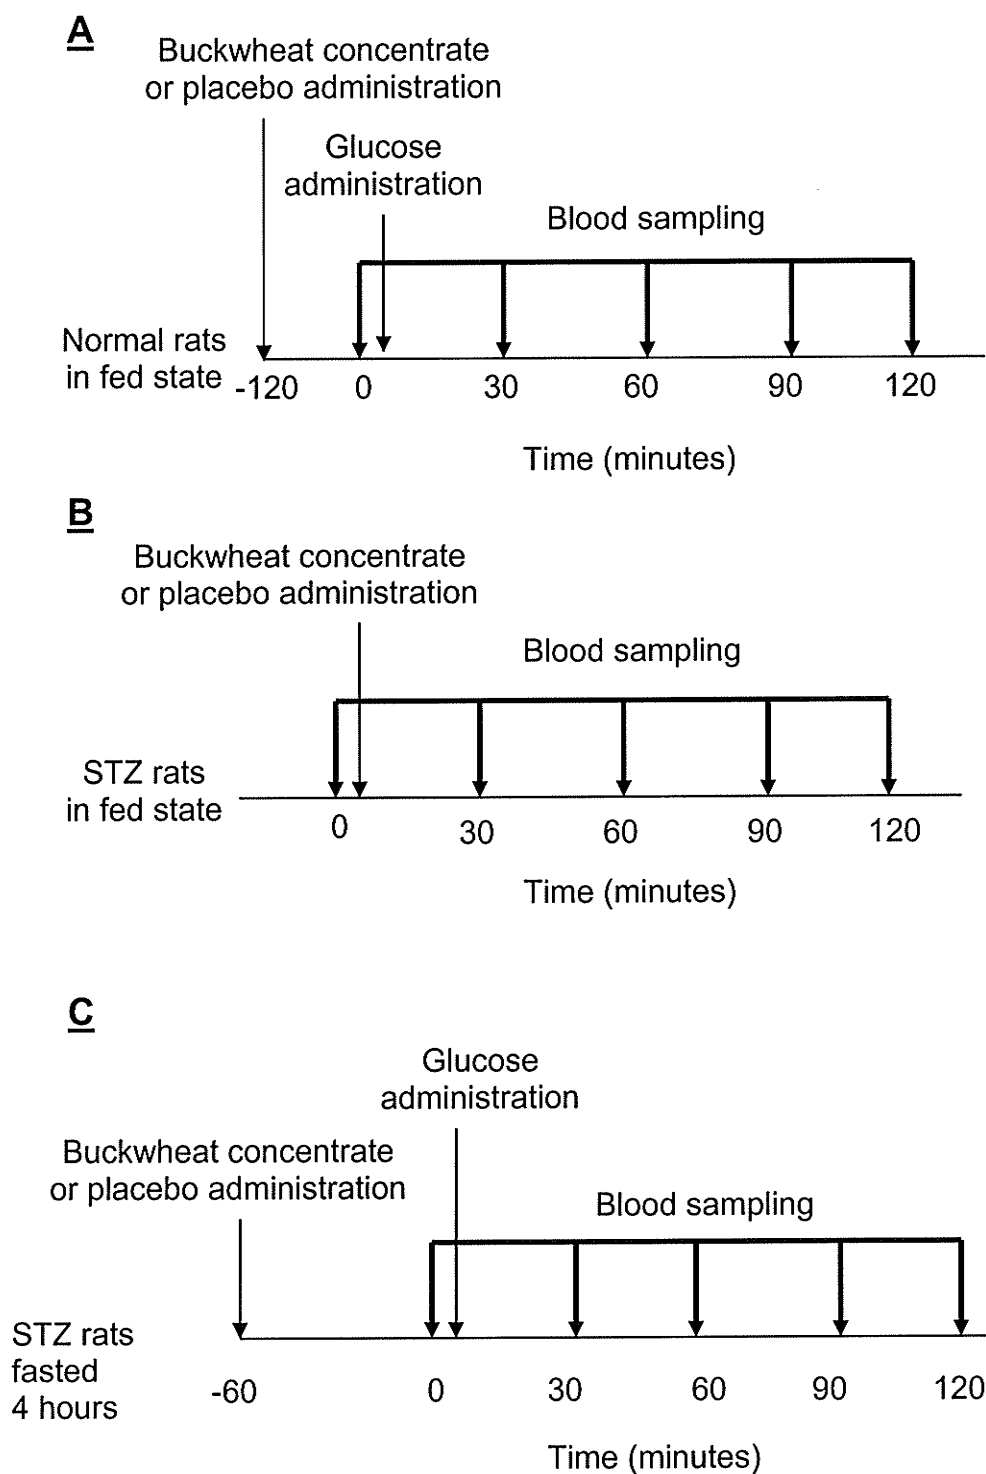 A
Buckwheat concentrate
or placebo administration
Glucose
administration
Blood sampling
Normal rats
in fed state
-120 0 30 60 90 120
Time (minutes)
B
Buckwheat concentrate
or placebo administration
Blood sampling
STZ rats
in fed state
0 30 60 90 120
Time (minutes)
C
Glucose
administration
Buckwheat concentrate
or placebo administration
Blood sampling
STZ rats
fasted
4 hours
-60 0 30 60 90 120
Time (minutes)